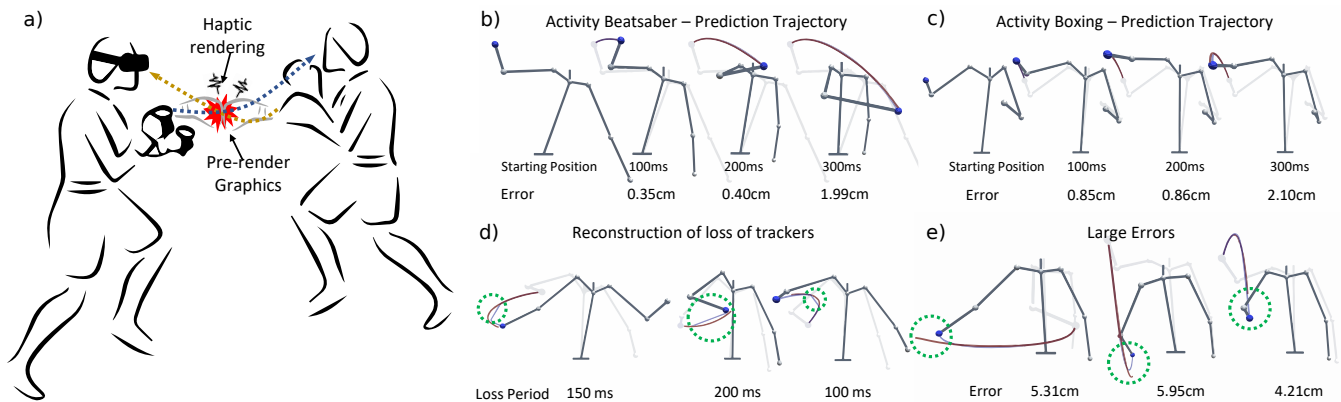 a)
Haptic
rendering
Pre-render
Graphics
b) Activity Beatsaber – Prediction Trajectory
Starting Position 100ms 200ms 300ms
Error 0.35cm 0.40cm 1.99cm
c) Activity Boxing – Prediction Trajectory
Starting Position 100ms 200ms 300ms
Error 0.85cm 0.86cm 2.10cm
d) Reconstruction of loss of trackers
Loss Period 150 ms 200 ms 100 ms
e) Large Errors
Error 5.31cm 5.95cm 4.21cm